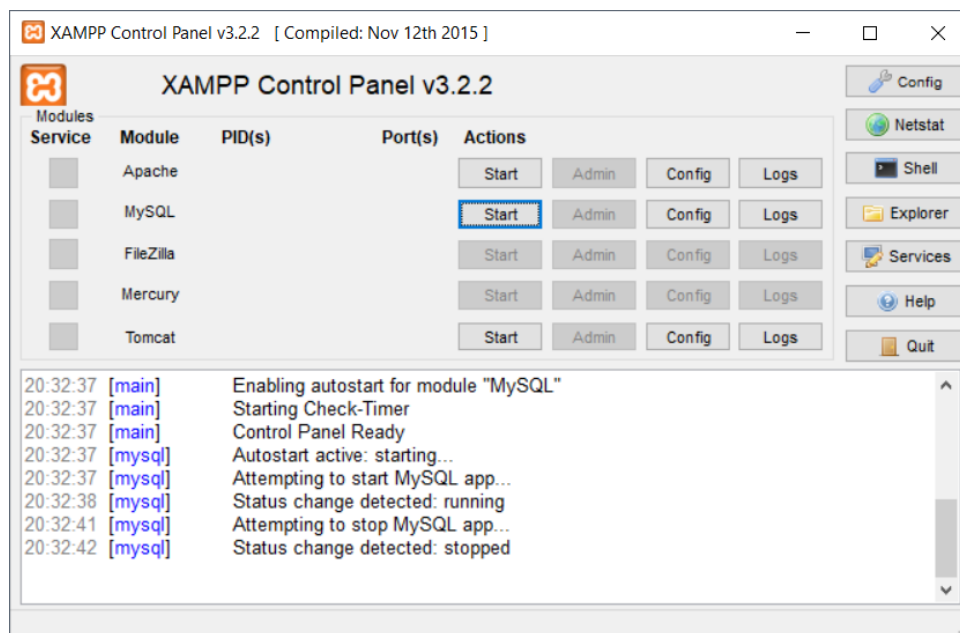 XAMPP Control Panel v3.2.2 [ Compiled: Nov 12th 2015 ]
XAMPP Control Panel v3.2.2
Config
Modules
Service Module PID(s) Port(s) Actions
Netstat
Apache Start Admin Config Logs
Shell
MySQL Start Admin Config Logs
Explorer
FileZilla Start Admin Config Logs
Services
Mercury Start Admin Config Logs
Help
Tomcat Start Admin Config Logs
Quit
20:32:37 [main] Enabling autostart for module "MySQL"
20:32:37 [main] Starting Check-Timer
20:32:37 [main] Control Panel Ready
20:32:37 [mysql] Autostart active: starting...
20:32:37 [mysql] Attempting to start MySQL app...
20:32:38 [mysql] Status change detected: running
20:32:41 [mysql] Attempting to stop MySQL app...
20:32:42 [mysql] Status change detected: stopped